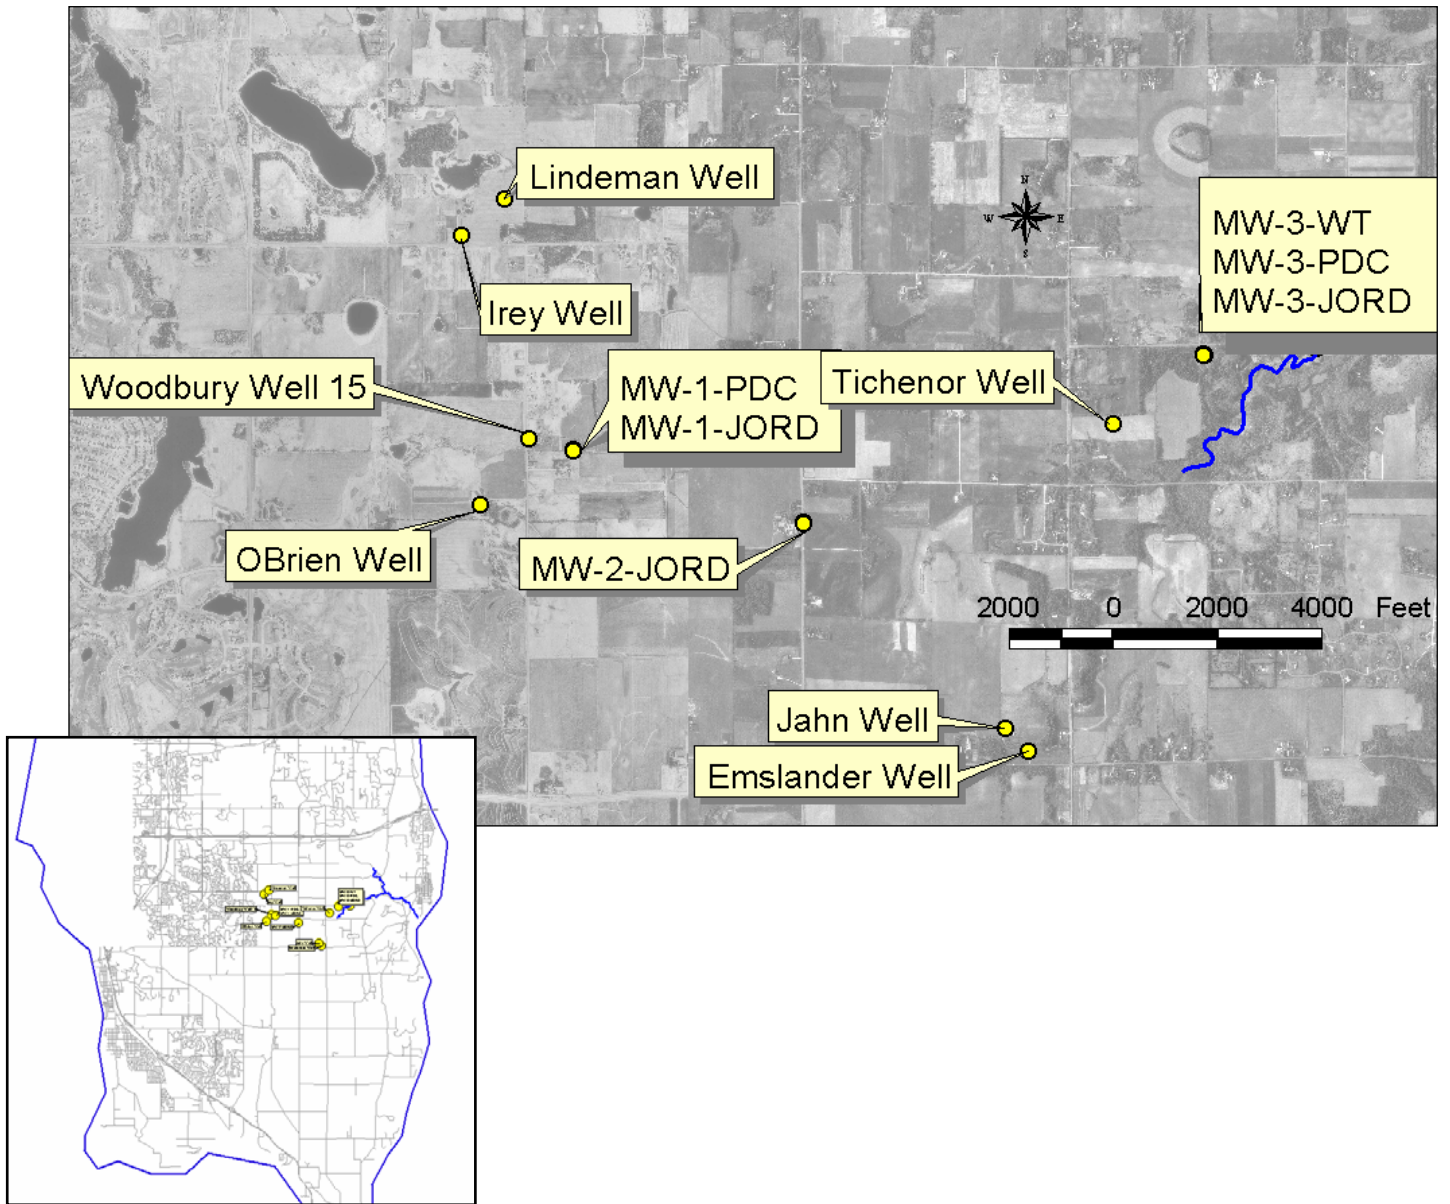 Lindeman Well
N
W E
S
MW-3-WT
MW-3-PDC
MW-3-JORD
Irey Well
Woodbury Well 15
MW-1-PDC
MW-1-JORD
Tichenor Well
OBrien Well
MW-2-JORD
2000 0 2000 4000 Feet
Jahn Well
Emslander Well